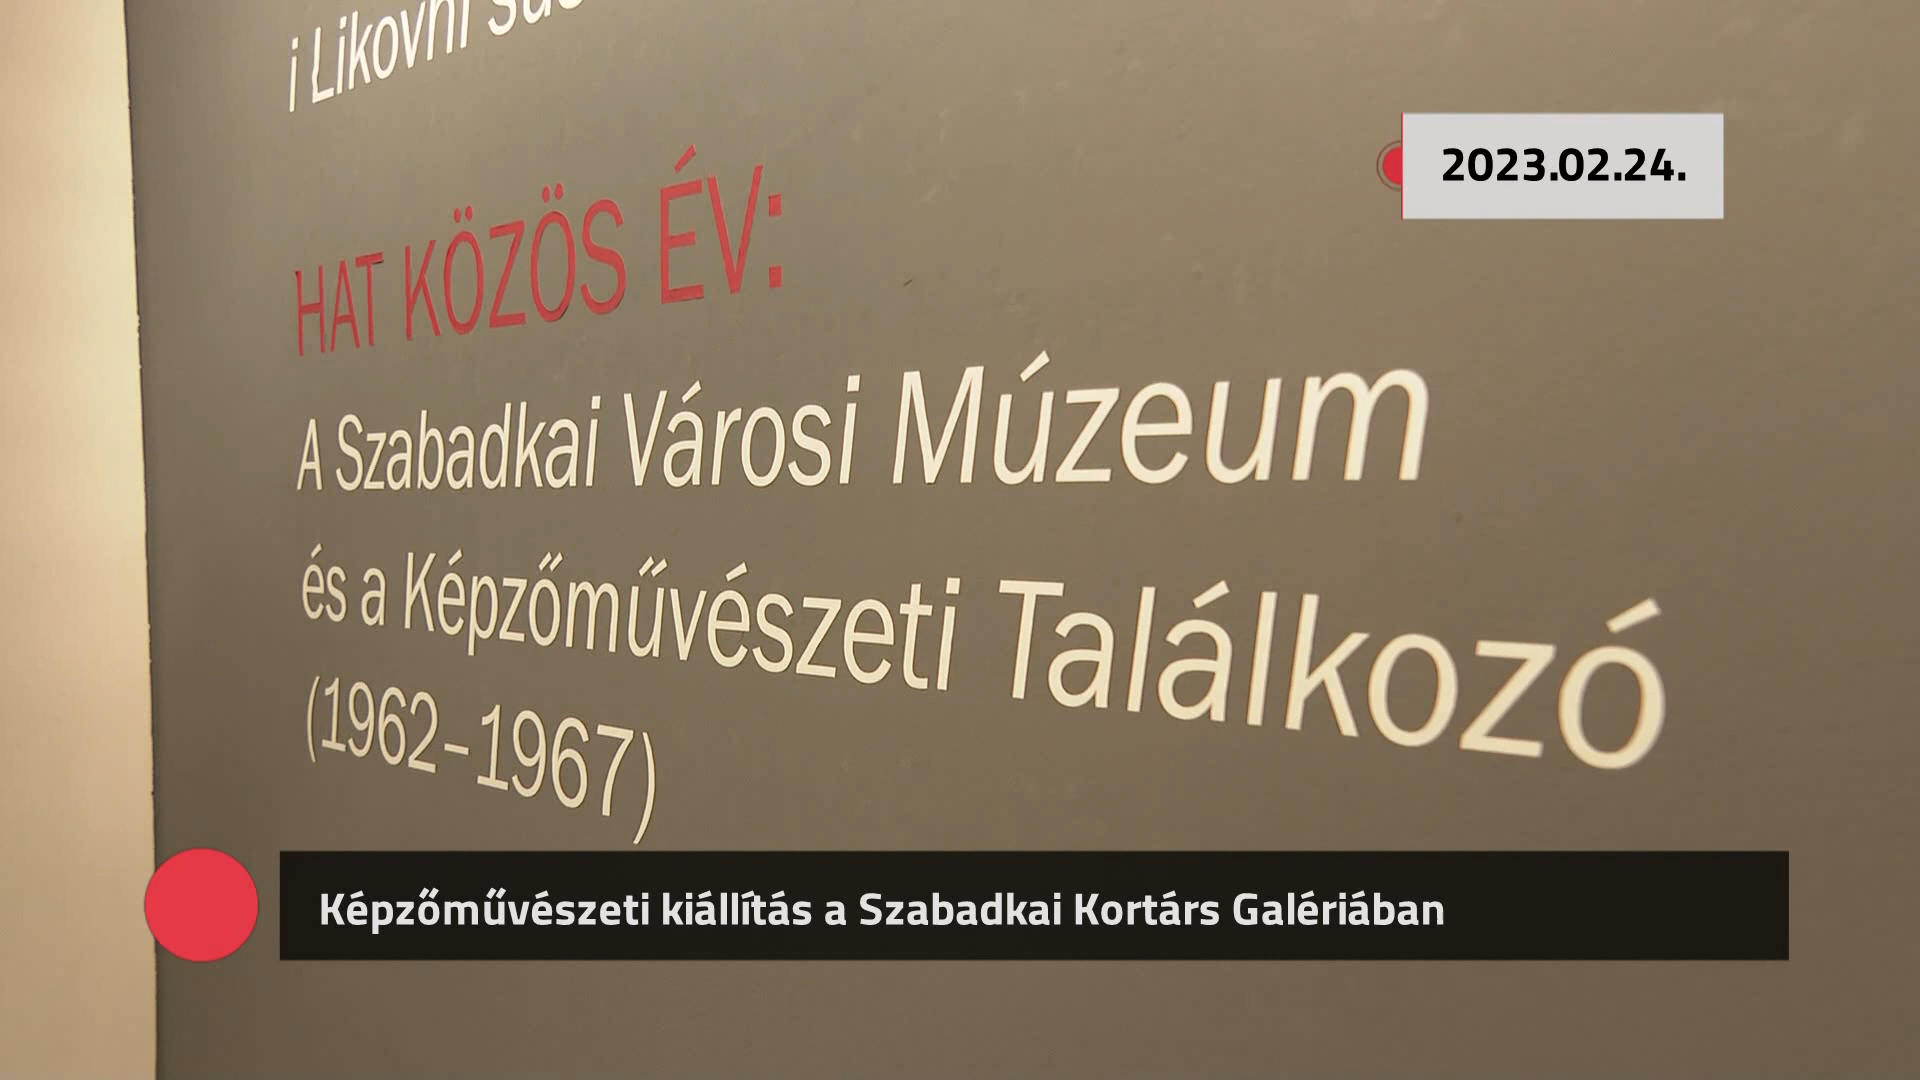 i Likovni
2023.02.24.
HAT KÖZÖS ÉV:
A Szabadkai Városi Múzeum
és a Képzőművészeti Találkozó
(1962–1967)
Képzőművészeti kiállítás a Szabadkai Kortárs Galériában